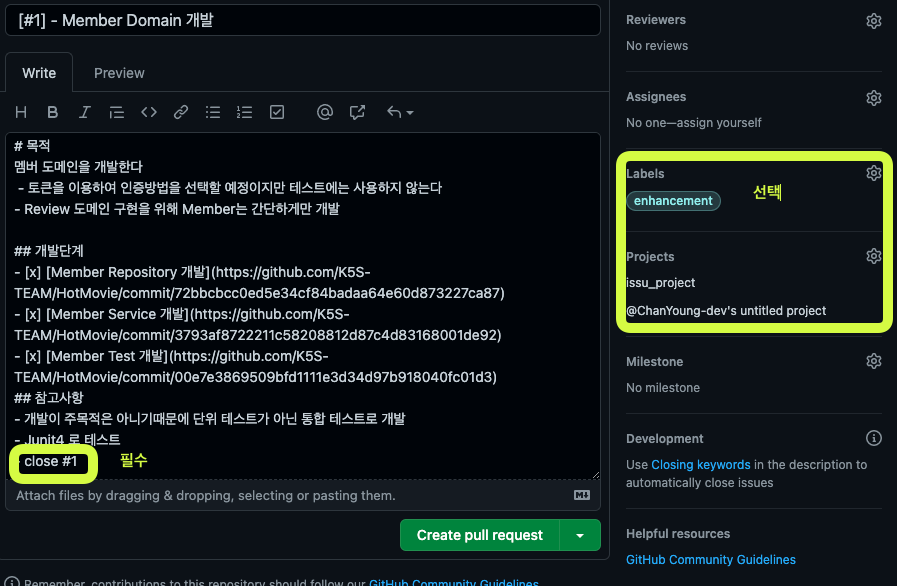 [#1] - Member Domain 개발
Write
Preview
# 목적
멤버 도메인을 개발한다
- 토큰을 이용하여 인증방법을 선택할 예정이지만 테스트에는 사용하지 않는다
- Review 도메인 구현을 위해 Member는 간단하게만 개발
## 개발단계
- [x] [Member Repository 개발](https://github.com/K5S-
TEAM/HotMovie/commit/72bbcbcc0ed5e34cf84badaa64e60d873227ca87)
- [x] [Member Service 개발](https://github.com/K5S-
TEAM/HotMovie/commit/3793af8722211c58208812d87c4d83168001de92)
- [x] [Member Test 개발](https://github.com/K5S-
TEAM/HotMovie/commit/00e7e3869509bfd1111e3d34d97b918040fc01d3)
## 참고사항
- 개발이 주목적은 아니기때문에 단위 테스트가 아닌 통합 테스트로 개발
- Junit4 로 테스트
close #1
필수
Attach files by dragging & dropping, selecting or pasting them.
Create pull request
Remember, contributions to this repository should follow our GitHub Community Guidelines
Reviewers
No reviews
Assignees
No one—assign yourself
Labels
enhancement
선택
Projects
issu_project
@ChanYoung-dev's untitled project
Milestone
No milestone
Development
Use Closing keywords in the description to
automatically close issues
Helpful resources
GitHub Community Guidelines